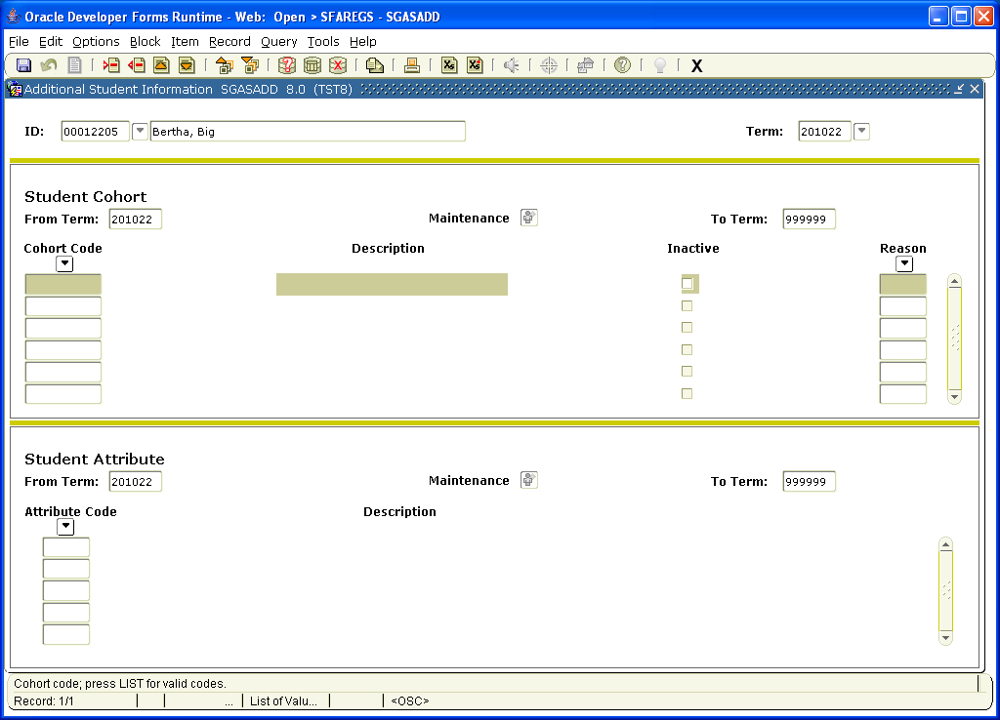 Oracle Developer Forms Runtime - Web: Open > SFAREGS - SGASADD
File Edit Options Block Item Record Query Tools Help
Additional Student Information SGASADD 8.0 (TST8)
ID: 00012205 Bertha, Big Term: 201022
Student Cohort
From Term: 201022 Maintenance To Term: 999999
Cohort Code Description Inactive Reason
Student Attribute
From Term: 201022 Maintenance To Term: 999999
Attribute Code Description
Cohort code; press LIST for valid codes.
Record: 1/1 ... List of Valu... <OSC>